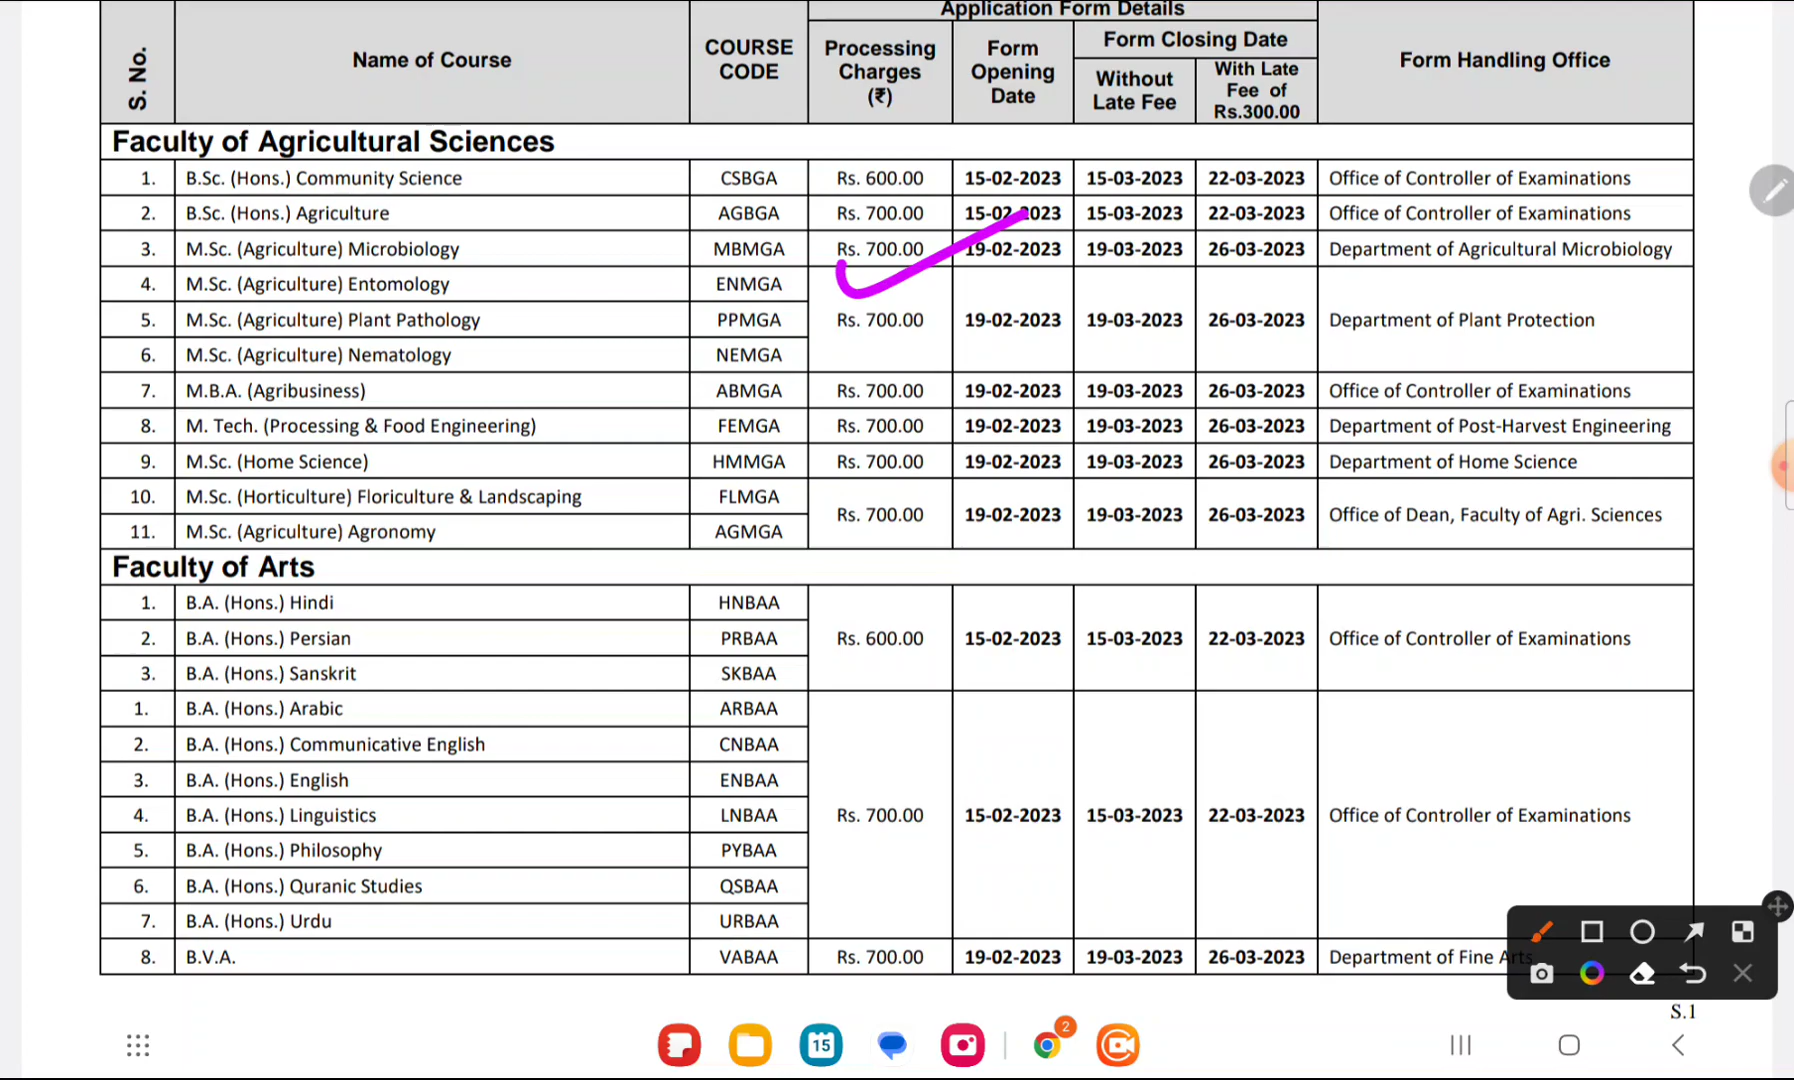 Application Form Details
S. No.
Name of Course
COURSE CODE
Processing Charges (₹)
Form Opening Date
Form Closing Date
Without Late Fee
With Late Fee of Rs.300.00
Form Handling Office
Faculty of Agricultural Sciences
1. B.Sc. (Hons.) Community Science CSBGA Rs. 600.00 15-02-2023 15-03-2023 22-03-2023 Office of Controller of Examinations
2. B.Sc. (Hons.) Agriculture AGBGA Rs. 700.00 15-02-2023 15-03-2023 22-03-2023 Office of Controller of Examinations
3. M.Sc. (Agriculture) Microbiology MBMGA Rs. 700.00 19-02-2023 19-03-2023 26-03-2023 Department of Agricultural Microbiology
4. M.Sc. (Agriculture) Entomology ENMGA
5. M.Sc. (Agriculture) Plant Pathology PPMGA Rs. 700.00 19-02-2023 19-03-2023 26-03-2023 Department of Plant Protection
6. M.Sc. (Agriculture) Nematology NEMGA
7. M.B.A. (Agribusiness) ABMGA Rs. 700.00 19-02-2023 19-03-2023 26-03-2023 Office of Controller of Examinations
8. M. Tech. (Processing & Food Engineering) FEMGA Rs. 700.00 19-02-2023 19-03-2023 26-03-2023 Department of Post-Harvest Engineering
9. M.Sc. (Home Science) HMMGA Rs. 700.00 19-02-2023 19-03-2023 26-03-2023 Department of Home Science
10. M.Sc. (Horticulture) Floriculture & Landscaping FLMGA
Rs. 700.00 19-02-2023 19-03-2023 26-03-2023 Office of Dean, Faculty of Agri. Sciences
11. M.Sc. (Agriculture) Agronomy AGMGA
Faculty of Arts
1. B.A. (Hons.) Hindi HNBAA
2. B.A. (Hons.) Persian PRBAA Rs. 600.00 15-02-2023 15-03-2023 22-03-2023 Office of Controller of Examinations
3. B.A. (Hons.) Sanskrit SKBAA
1. B.A. (Hons.) Arabic ARBAA
2. B.A. (Hons.) Communicative English CNBAA
3. B.A. (Hons.) English ENBAA
4. B.A. (Hons.) Linguistics LNBAA Rs. 700.00 15-02-2023 15-03-2023 22-03-2023 Office of Controller of Examinations
5. B.A. (Hons.) Philosophy PYBAA
6. B.A. (Hons.) Quranic Studies QSBAA
7. B.A. (Hons.) Urdu URBAA
8. B.V.A. VABAA Rs. 700.00 19-02-2023 19-03-2023 26-03-2023 Department of Fine Arts
S.1
15
2